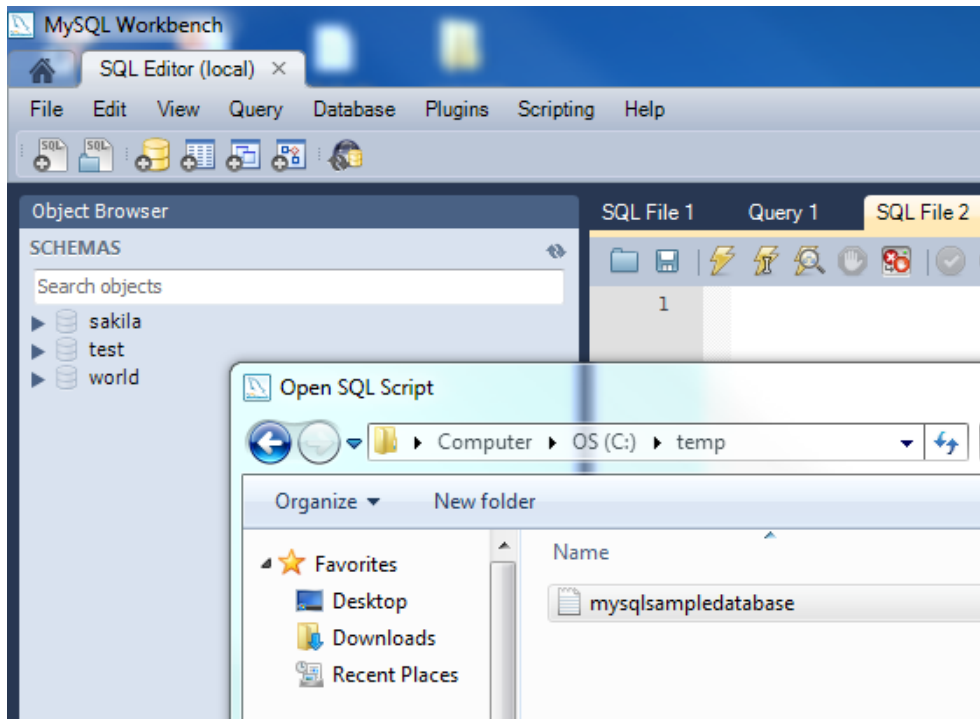 MySQL Workbench
SQL Editor (local) ×
File Edit View Query Database Plugins Scripting Help
SQL SQL
Object Browser
SQL File 1 Query 1 SQL File 2
SCHEMAS
Search objects
1
sakila
test
world
Open SQL Script
Computer OS (C:) temp
Organize New folder
Name
Favorites
mysqlsampledatabase
Desktop
Downloads
Recent Places